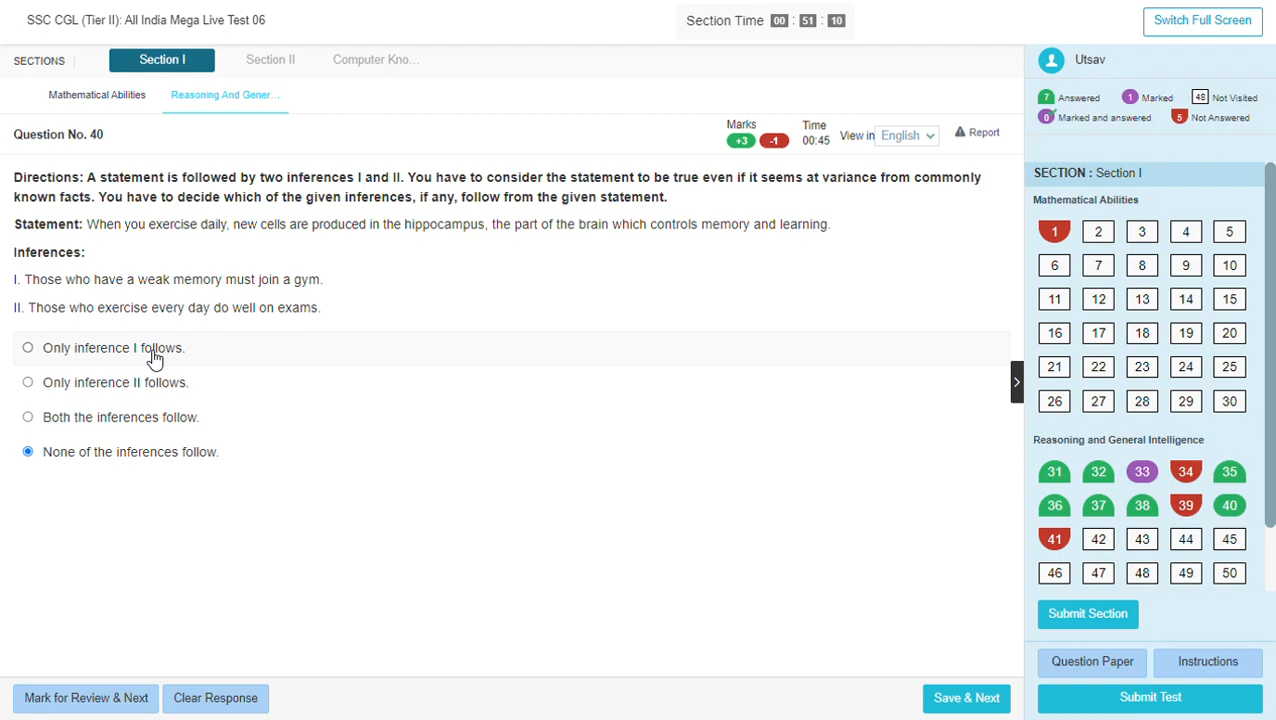 SSC CGL (Tier II): All India Mega Live Test 06
Section Time 00 : 51 : 10
Switch Full Screen
SECTIONS
Section I
Section II
Computer Kno...
Utsav
Mathematical Abilities
Reasoning And Gener...
7 Answered
1 Marked
48 Not Visited
0 Marked and answered
5 Not Answered
Question No. 40
Marks
+3 -1
Time
00:45
View in English
Report
Directions: A statement is followed by two inferences I and II. You have to consider the statement to be true even if it seems at variance from commonly
known facts. You have to decide which of the given inferences, if any, follow from the given statement.
Statement: When you exercise daily, new cells are produced in the hippocampus, the part of the brain which controls memory and learning.
Inferences:
I. Those who have a weak memory must join a gym.
II. Those who exercise every day do well on exams.
Only inference I follows.
Only inference II follows.
Both the inferences follow.
None of the inferences follow.
SECTION : Section I
Mathematical Abilities
1 2 3 4 5
6 7 8 9 10
11 12 13 14 15
16 17 18 19 20
21 22 23 24 25
26 27 28 29 30
Reasoning and General Intelligence
31 32 33 34 35
36 37 38 39 40
41 42 43 44 45
46 47 48 49 50
Submit Section
Question Paper
Instructions
Mark for Review & Next
Clear Response
Save & Next
Submit Test